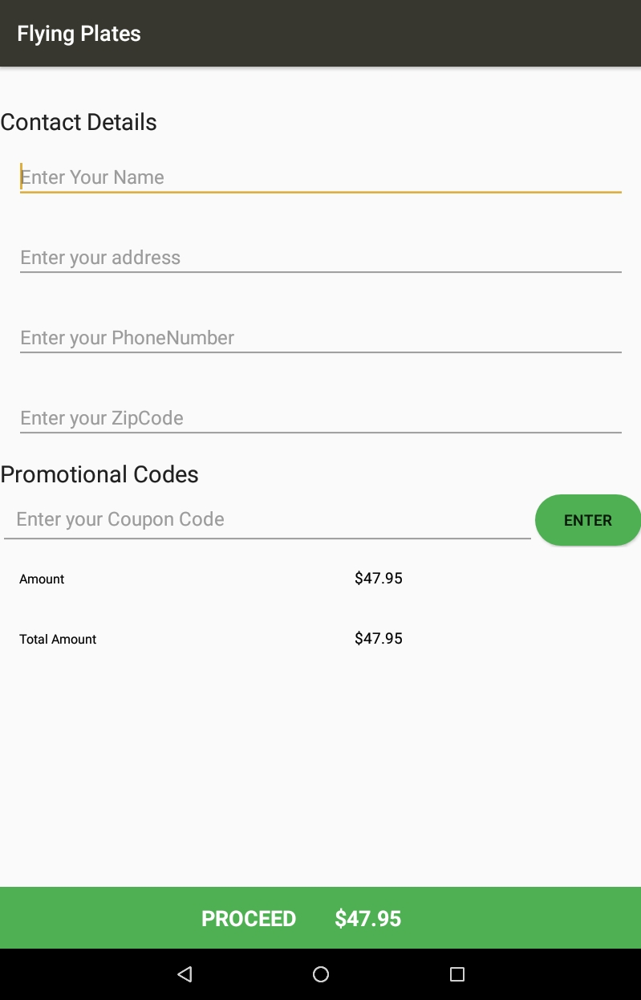 Flying Plates
Contact Details
Enter Your Name
Enter your address
Enter your PhoneNumber
Enter your ZipCode
Promotional Codes
Enter your Coupon Code
ENTER
Amount $47.95
Total Amount $47.95
PROCEED $47.95